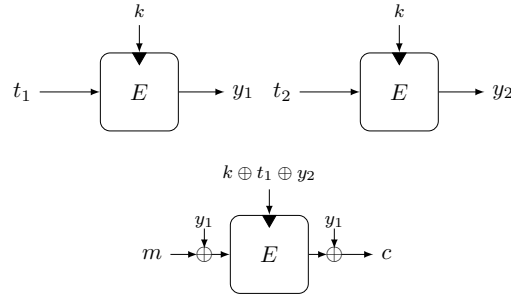 k k
t₁ E y₁ t₂ E y₂
k ⊕ t₁ ⊕ y₂
y₁ y₁
m E c